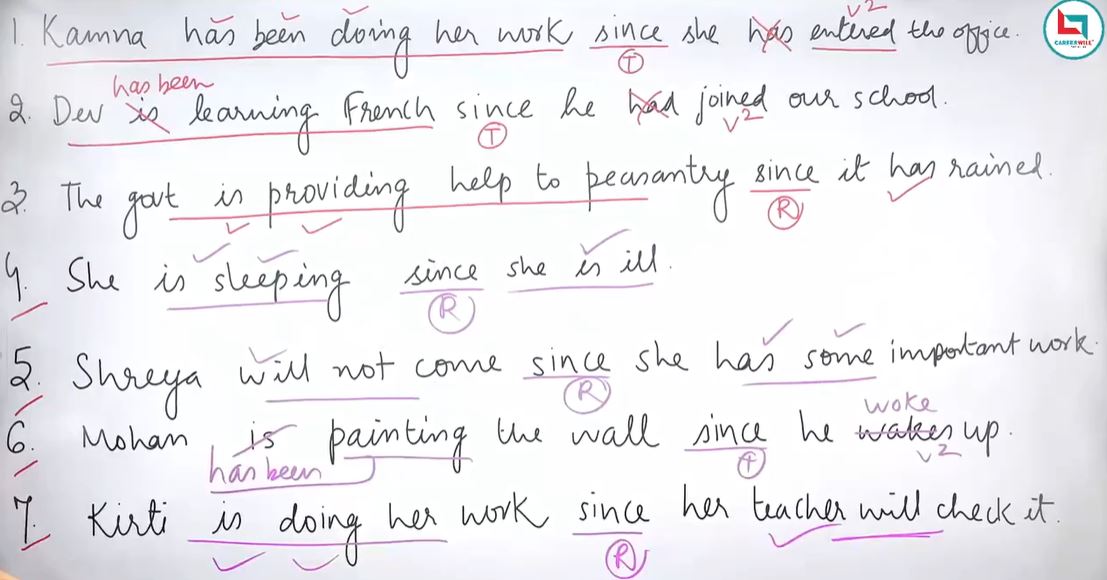 v2
1. Kamna has been doing her work since she has entered the office.
CAREERWILL
T
has been
2. Dev is learning French since he had joined our school.
T
v2
3. The govt is providing help to peasantry since it has rained.
R
4. She is sleeping since she is ill.
R
5. Shreya will not come since she has some important work.
R
woke
6. Mohan is painting the wall since he wakes up.
has been
T
v2
7. Kirti is doing her work since her teacher will check it.
R